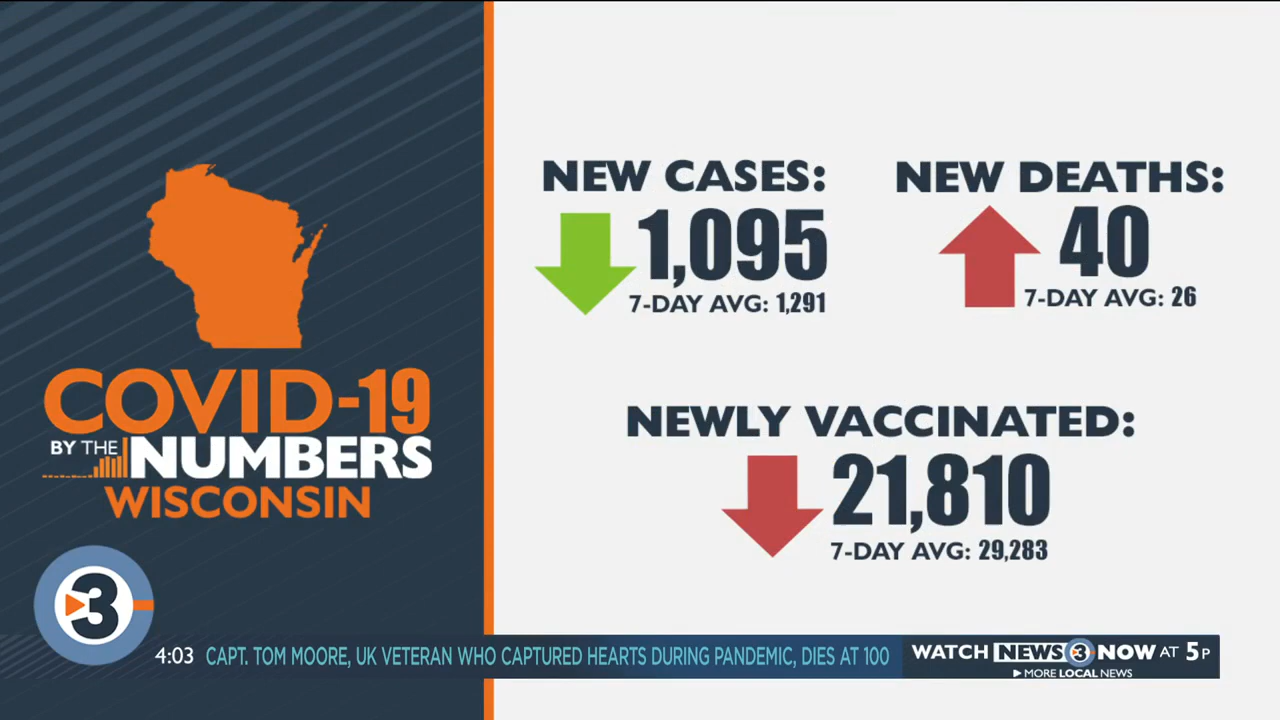 COVID-19
BY THE NUMBERS
WISCONSIN
NEW CASES:
1,095
7-DAY AVG: 1,291
NEW DEATHS:
40
7-DAY AVG: 26
NEWLY VACCINATED:
21,810
7-DAY AVG: 29,283
3
4:03 CAPT. TOM MOORE, UK VETERAN WHO CAPTURED HEARTS DURING PANDEMIC, DIES AT 100
WATCH NEWS 3 NOW AT 5P
MORE LOCAL NEWS